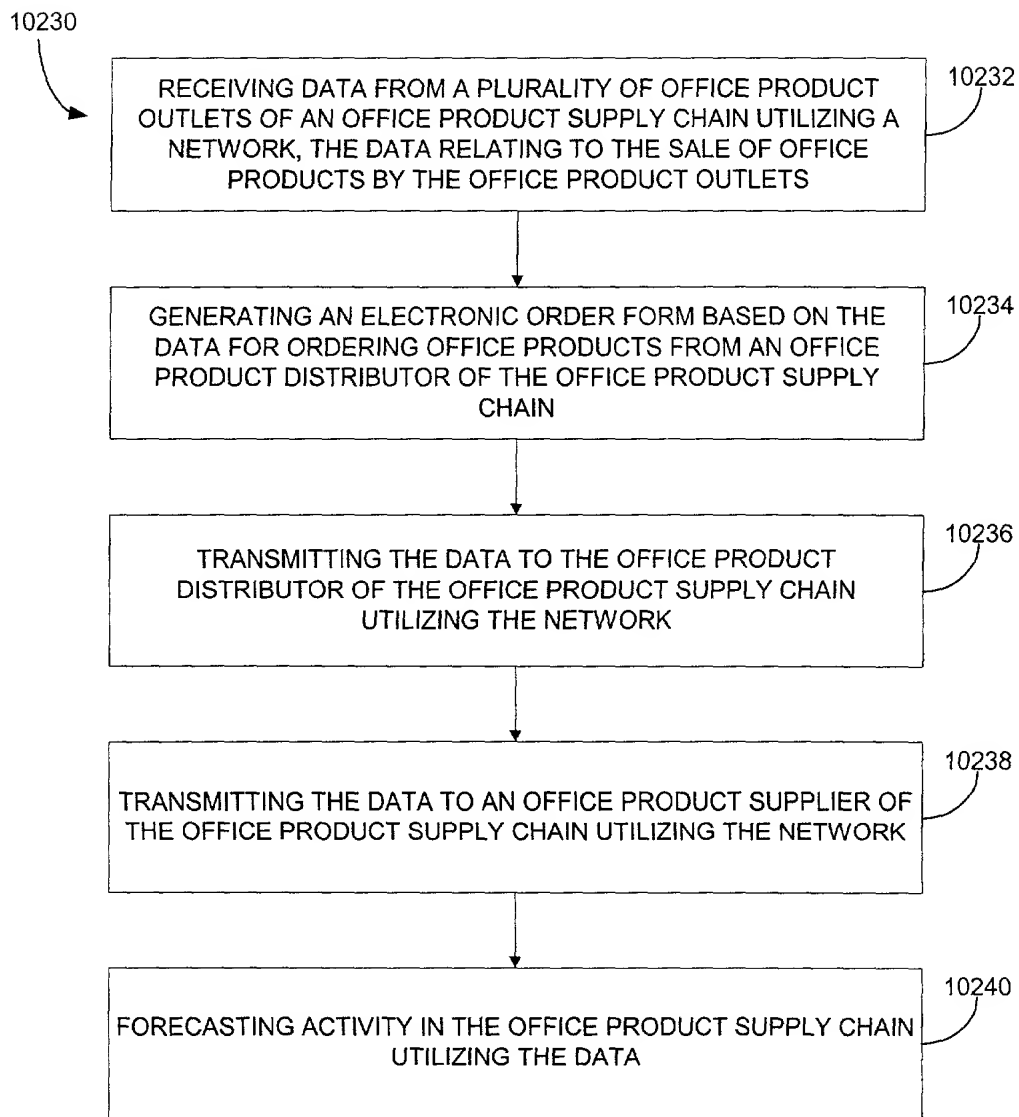 10230
RECEIVING DATA FROM A PLURALITY OF OFFICE PRODUCT
OUTLETS OF AN OFFICE PRODUCT SUPPLY CHAIN UTILIZING A
NETWORK, THE DATA RELATING TO THE SALE OF OFFICE
PRODUCTS BY THE OFFICE PRODUCT OUTLETS
10232
GENERATING AN ELECTRONIC ORDER FORM BASED ON THE
DATA FOR ORDERING OFFICE PRODUCTS FROM AN OFFICE
PRODUCT DISTRIBUTOR OF THE OFFICE PRODUCT SUPPLY
CHAIN
10234
TRANSMITTING THE DATA TO THE OFFICE PRODUCT
DISTRIBUTOR OF THE OFFICE PRODUCT SUPPLY CHAIN
UTILIZING THE NETWORK
10236
TRANSMITTING THE DATA TO AN OFFICE PRODUCT SUPPLIER OF
THE OFFICE PRODUCT SUPPLY CHAIN UTILIZING THE NETWORK
10238
FORECASTING ACTIVITY IN THE OFFICE PRODUCT SUPPLY CHAIN
UTILIZING THE DATA
10240